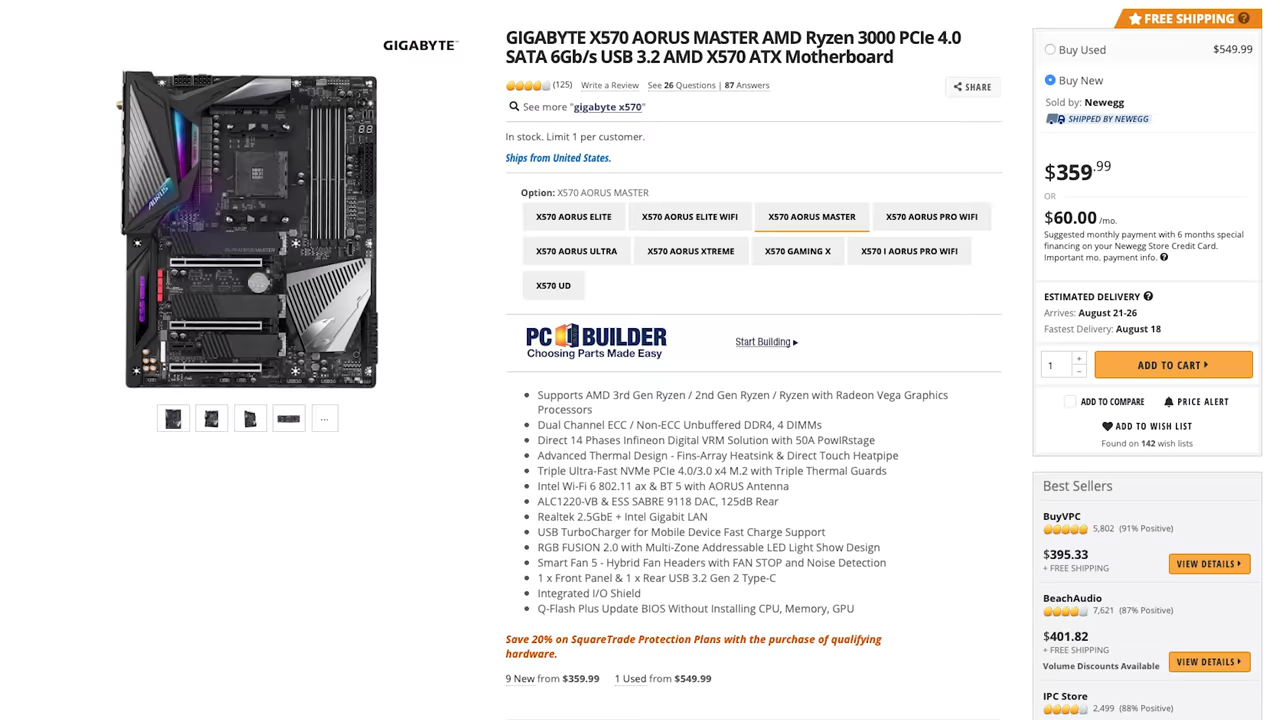 FREE SHIPPING ?
GIGABYTE™
GIGABYTE X570 AORUS MASTER AMD Ryzen 3000 PCIe 4.0
SATA 6Gb/s USB 3.2 AMD X570 ATX Motherboard
(125) Write a Review See 26 Questions | 87 Answers
SHARE
See more "gigabyte x570"
In stock. Limit 1 per customer.
Ships from United States.
Option: X570 AORUS MASTER
X570 AORUS ELITE X570 AORUS ELITE WIFI X570 AORUS MASTER X570 AORUS PRO WIFI
X570 AORUS ULTRA X570 AORUS XTREME X570 GAMING X X570 I AORUS PRO WIFI
X570 UD
PC BUILDER
Choosing Parts Made Easy
Start Building
Supports AMD 3rd Gen Ryzen / 2nd Gen Ryzen / Ryzen with Radeon Vega Graphics
Processors
Dual Channel ECC / Non-ECC Unbuffered DDR4, 4 DIMMs
Direct 14 Phases Infineon Digital VRM Solution with 50A PowIRstage
Advanced Thermal Design - Fins-Array Heatsink & Direct Touch Heatpipe
Triple Ultra-Fast NVMe PCIe 4.0/3.0 x4 M.2 with Triple Thermal Guards
Intel Wi-Fi 6 802.11 ax & BT 5 with AORUS Antenna
ALC1220-VB & ESS SABRE 9118 DAC, 125dB Rear
Realtek 2.5GbE + Intel Gigabit LAN
USB TurboCharger for Mobile Device Fast Charge Support
RGB FUSION 2.0 with Multi-Zone Addressable LED Light Show Design
Smart Fan 5 - Hybrid Fan Headers with FAN STOP and Noise Detection
1 x Front Panel & 1 x Rear USB 3.2 Gen 2 Type-C
Integrated I/O Shield
Q-Flash Plus Update BIOS Without Installing CPU, Memory, GPU
Save 20% on SquareTrade Protection Plans with the purchase of qualifying
hardware.
9 New from $359.99 1 Used from $549.99
AORUS
88
...
Buy Used $549.99
Buy New
Sold by: Newegg
SHIPPED BY NEWEGG
$359.99
OR
$60.00 /mo.
Suggested monthly payment with 6 months special
financing on your Newegg Store Credit Card.
Important mo. payment info. ?
ESTIMATED DELIVERY ?
Arrives: August 21-26
Fastest Delivery: August 18
1 + − ADD TO CART
ADD TO COMPARE PRICE ALERT
ADD TO WISH LIST
Found on 142 wish lists
Best Sellers
BuyVPC
5,802 (91% Positive)
$395.33
+ FREE SHIPPING
VIEW DETAILS
BeachAudio
7,621 (87% Positive)
$401.82
+ FREE SHIPPING
Volume Discounts Available
VIEW DETAILS
IPC Store
2,499 (88% Positive)